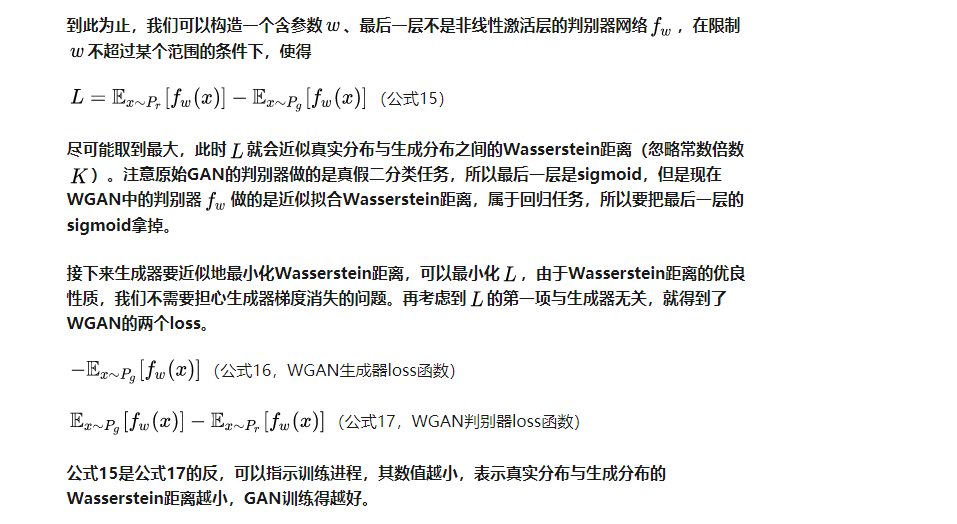 到此为止，我们可以构造一个含参数 w 、最后一层不是非线性激活层的判别器网络 f_w ，在限制
w 不超过某个范围的条件下，使得
L = 𝔼_{x∼P_r}[f_w(x)] − 𝔼_{x∼P_g}[f_w(x)]（公式15）
尽可能取到最大，此时 L 就会近似真实分布与生成分布之间的Wasserstein距离（忽略常数倍数
K ）。注意原始GAN的判别器做的是真假二分类任务，所以最后一层是sigmoid，但是现在
WGAN中的判别器 f_w 做的是近似拟合Wasserstein距离，属于回归任务，所以要把最后一层的
sigmoid拿掉。
接下来生成器要近似地最小化Wasserstein距离，可以最小化 L ，由于Wasserstein距离的优良
性质，我们不需要担心生成器梯度消失的问题。再考虑到 L 的第一项与生成器无关，就得到了
WGAN的两个loss。
−𝔼_{x∼P_g}[f_w(x)]（公式16，WGAN生成器loss函数）
𝔼_{x∼P_g}[f_w(x)] − 𝔼_{x∼P_r}[f_w(x)]（公式17，WGAN判别器loss函数）
公式15是公式17的反，可以指示训练进程，其数值越小，表示真实分布与生成分布的
Wasserstein距离越小，GAN训练得越好。